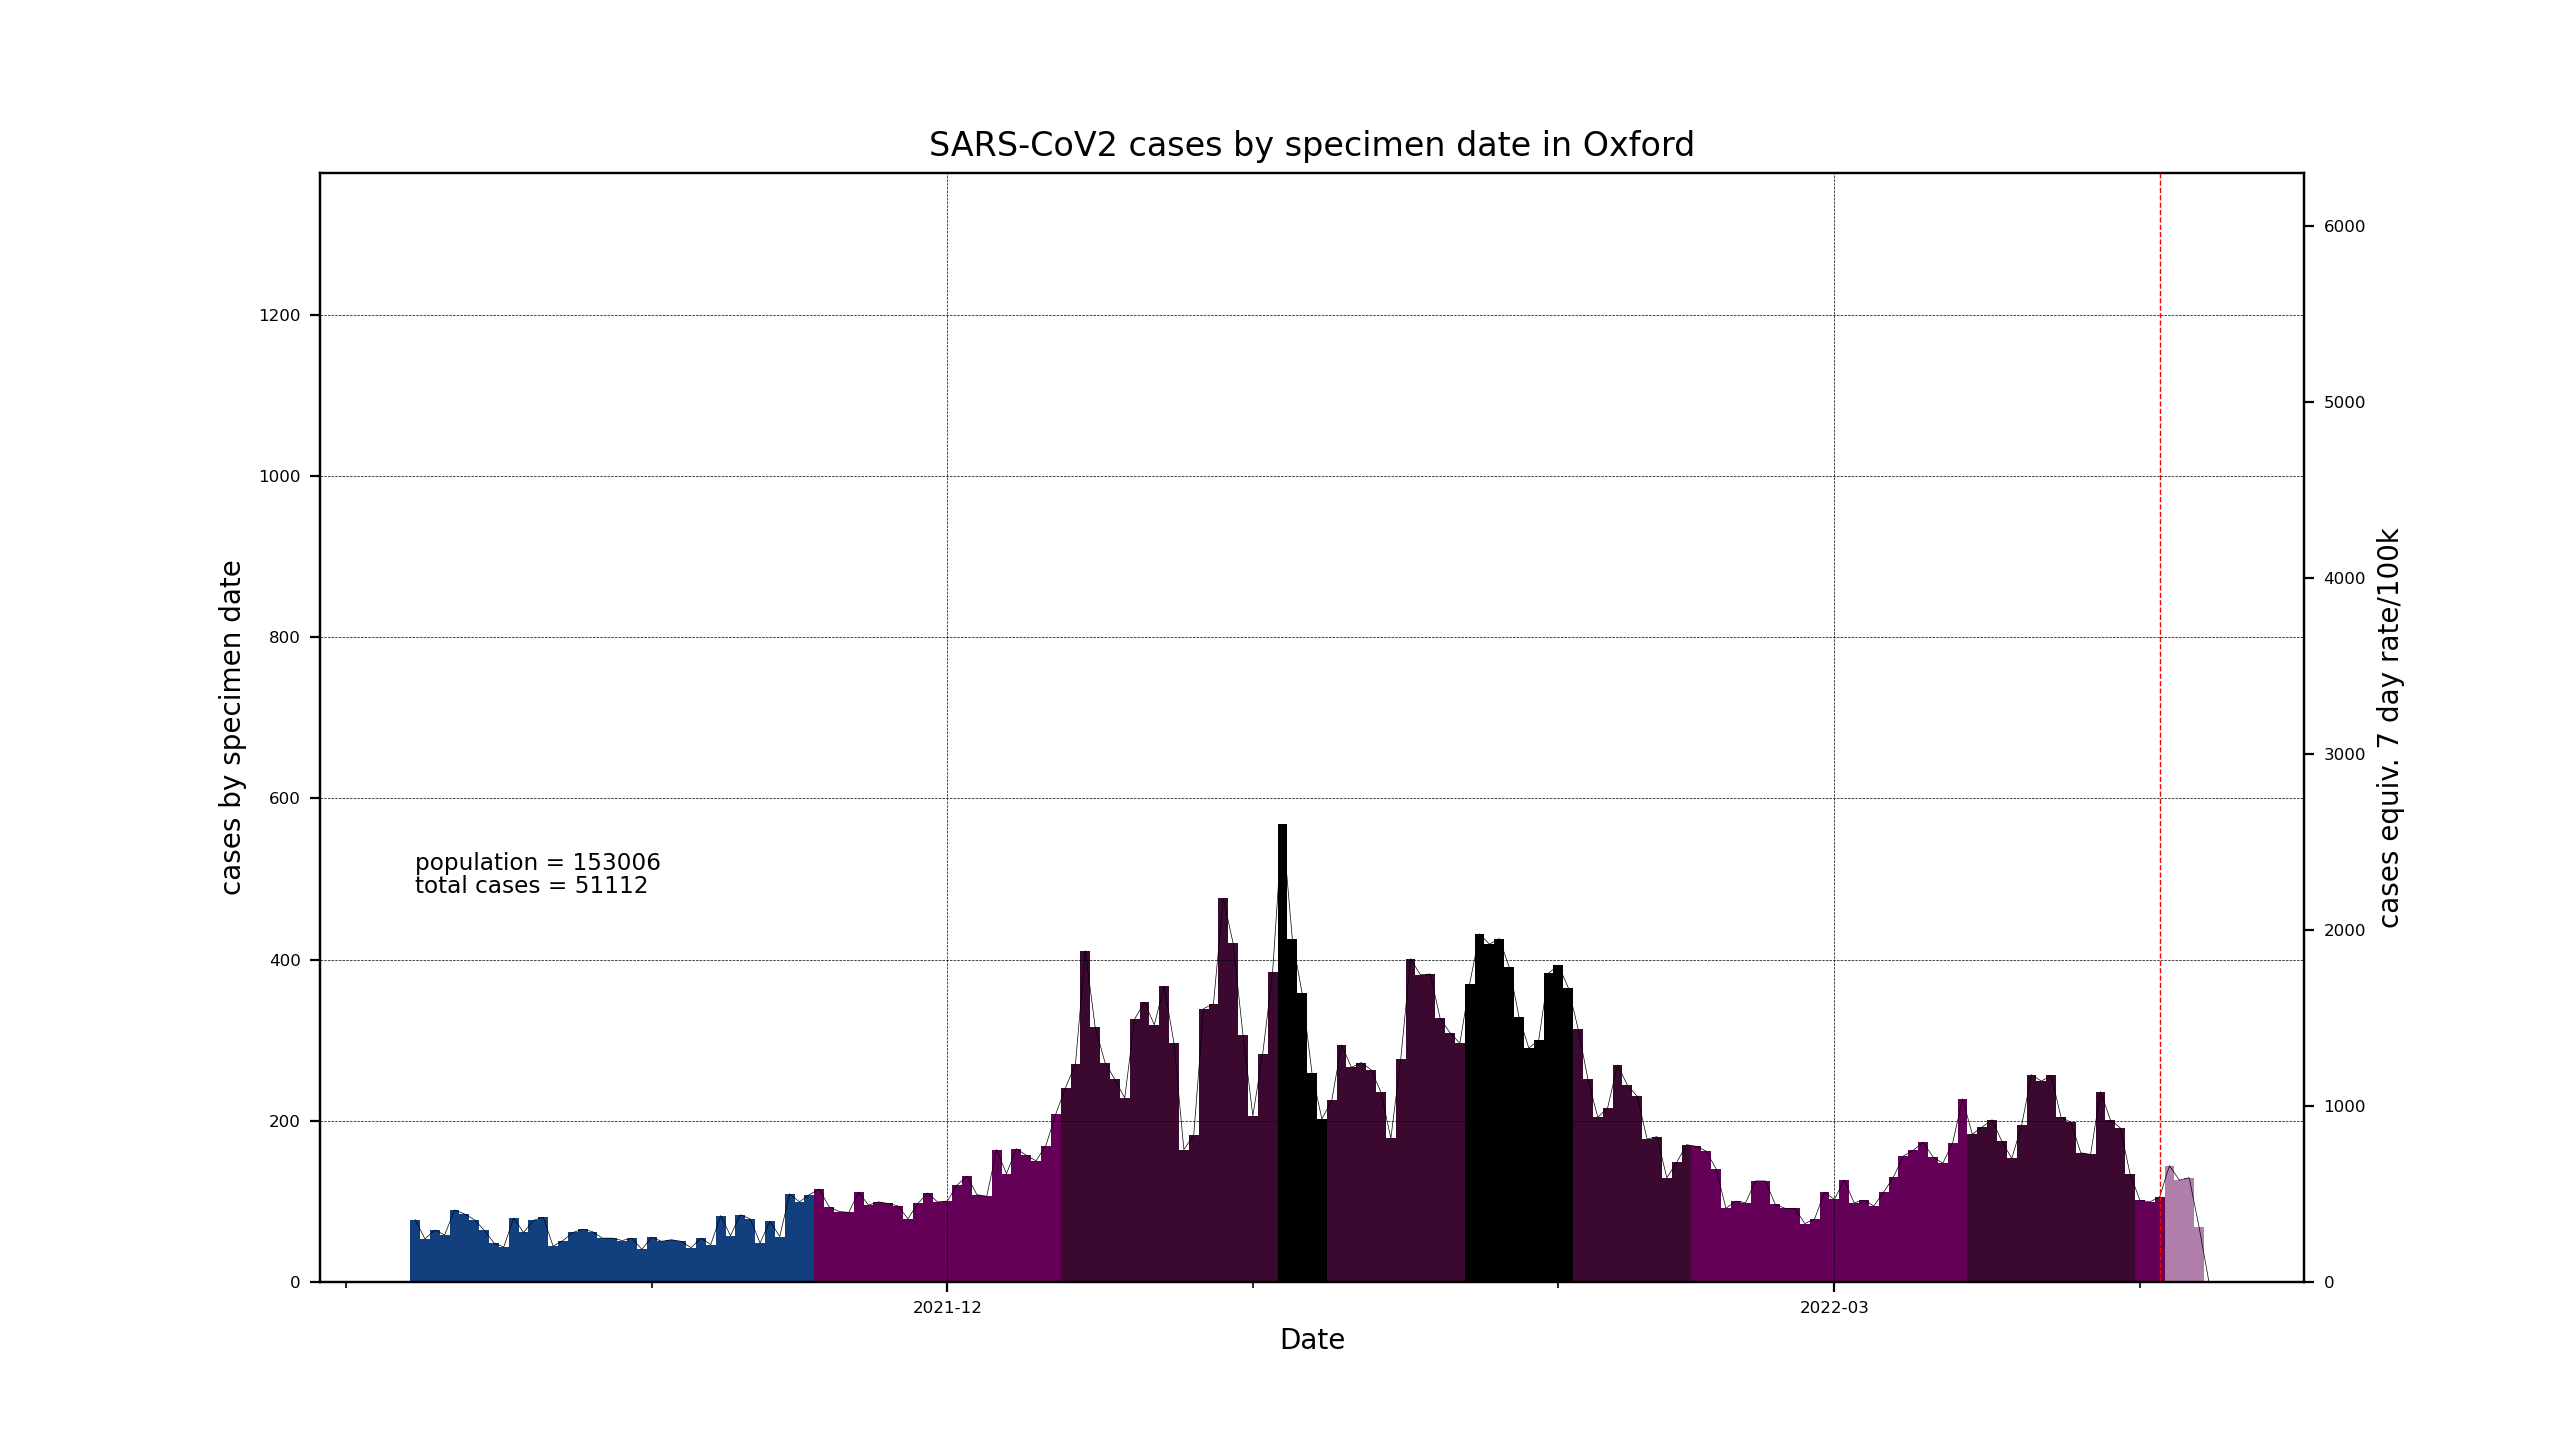 SARS-CoV2 cases by specimen date in Oxford
cases by specimen date
1200
1000
800
600
400
200
0
population = 153006
total cases = 51112
6000
5000
4000
3000
2000
1000
0
cases equiv. 7 day rate/100k
2021-12
2022-03
Date